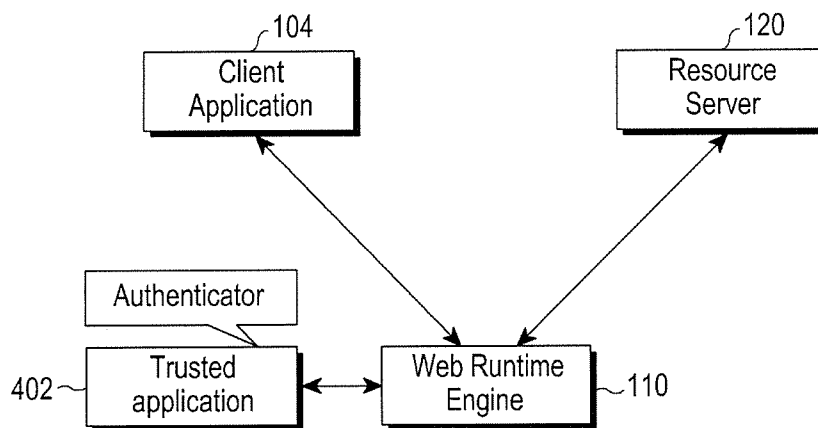 104
Client
Application
120
Resource
Server
Authenticator
402
Trusted
application
Web Runtime
Engine
110